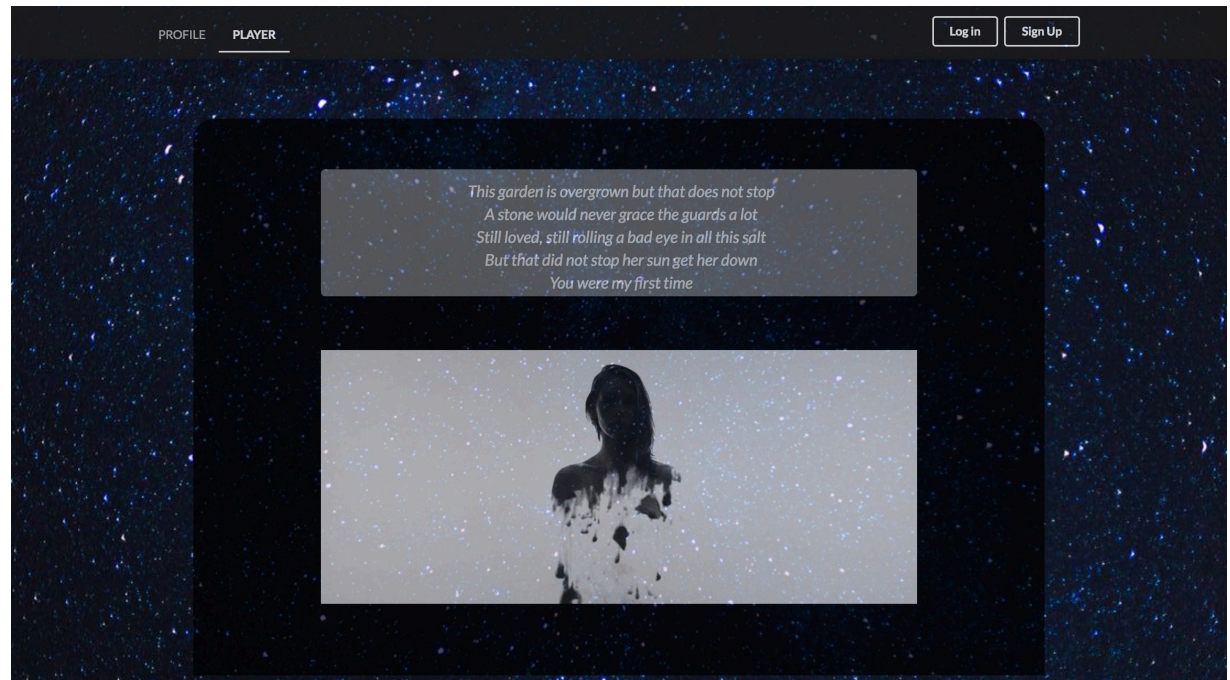 PROFILE PLAYER Log in Sign Up
This garden is overgrown but that does not stop
A stone would never grace the guards a lot
Still loved, still rolling a bad eye in all this salt
But that did not stop her sun get her down
You were my first time